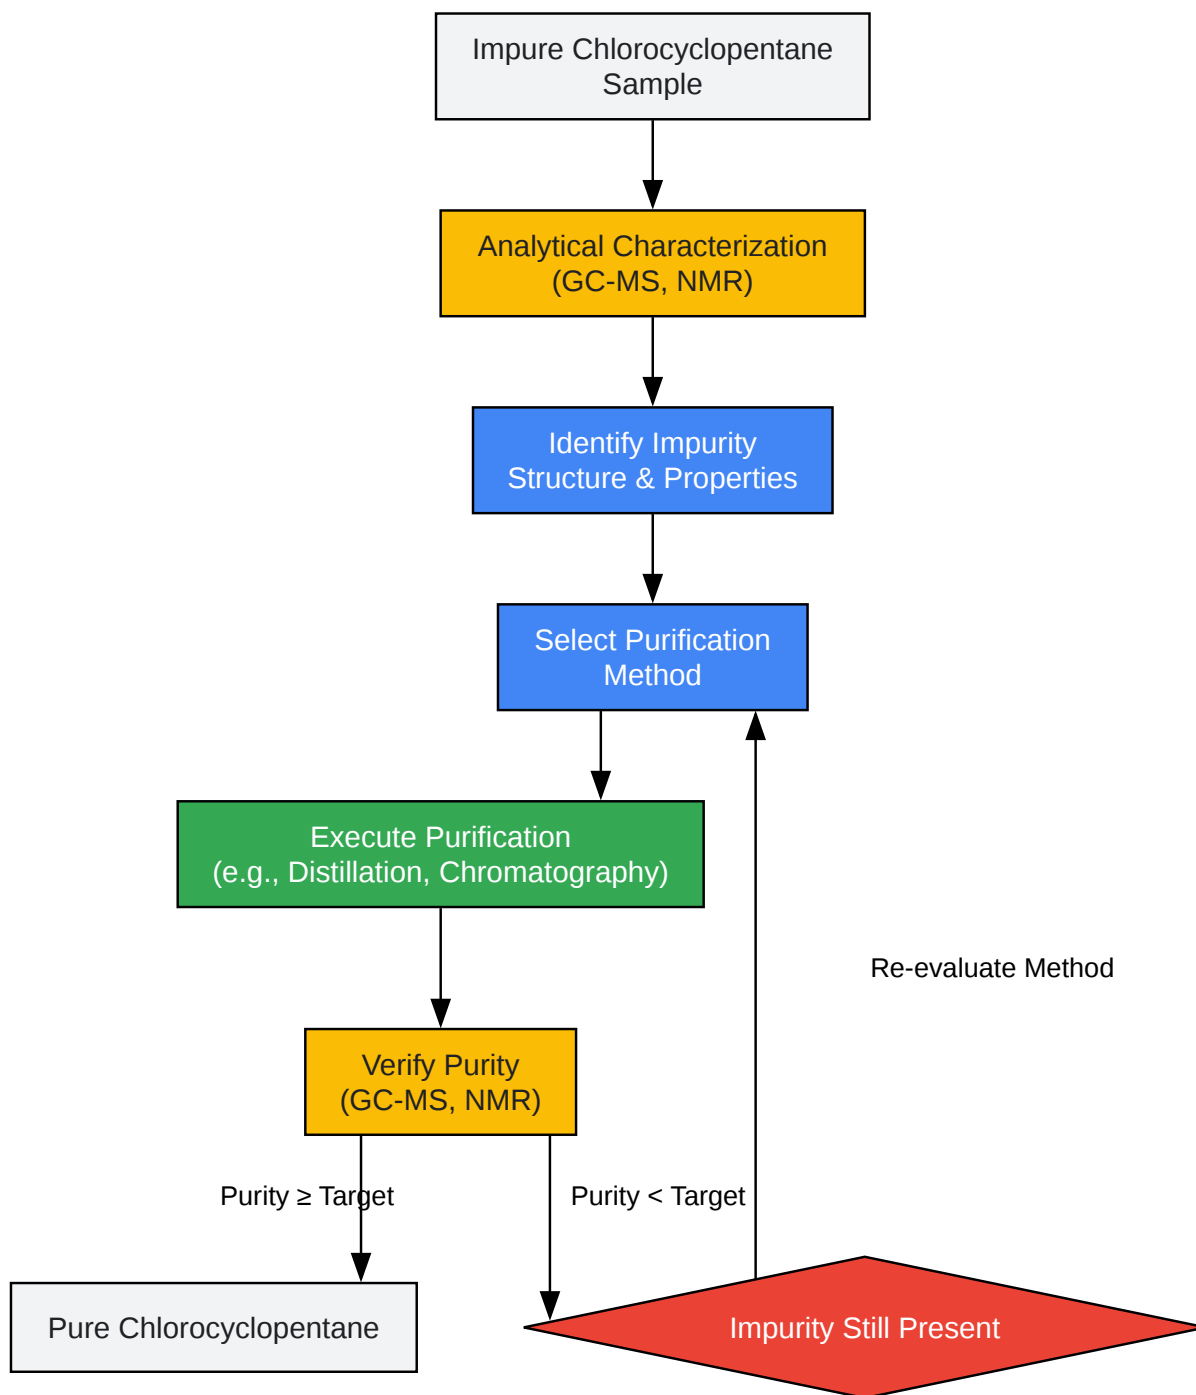 Impure Chlorocyclopentane
Sample
Analytical Characterization
(GC-MS, NMR)
Identify Impurity
Structure & Properties
Select Purification
Method
Execute Purification
(e.g., Distillation, Chromatography)
Re-evaluate Method
Verify Purity
(GC-MS, NMR)
Purity ≥ Target
Purity < Target
Pure Chlorocyclopentane
Impurity Still Present